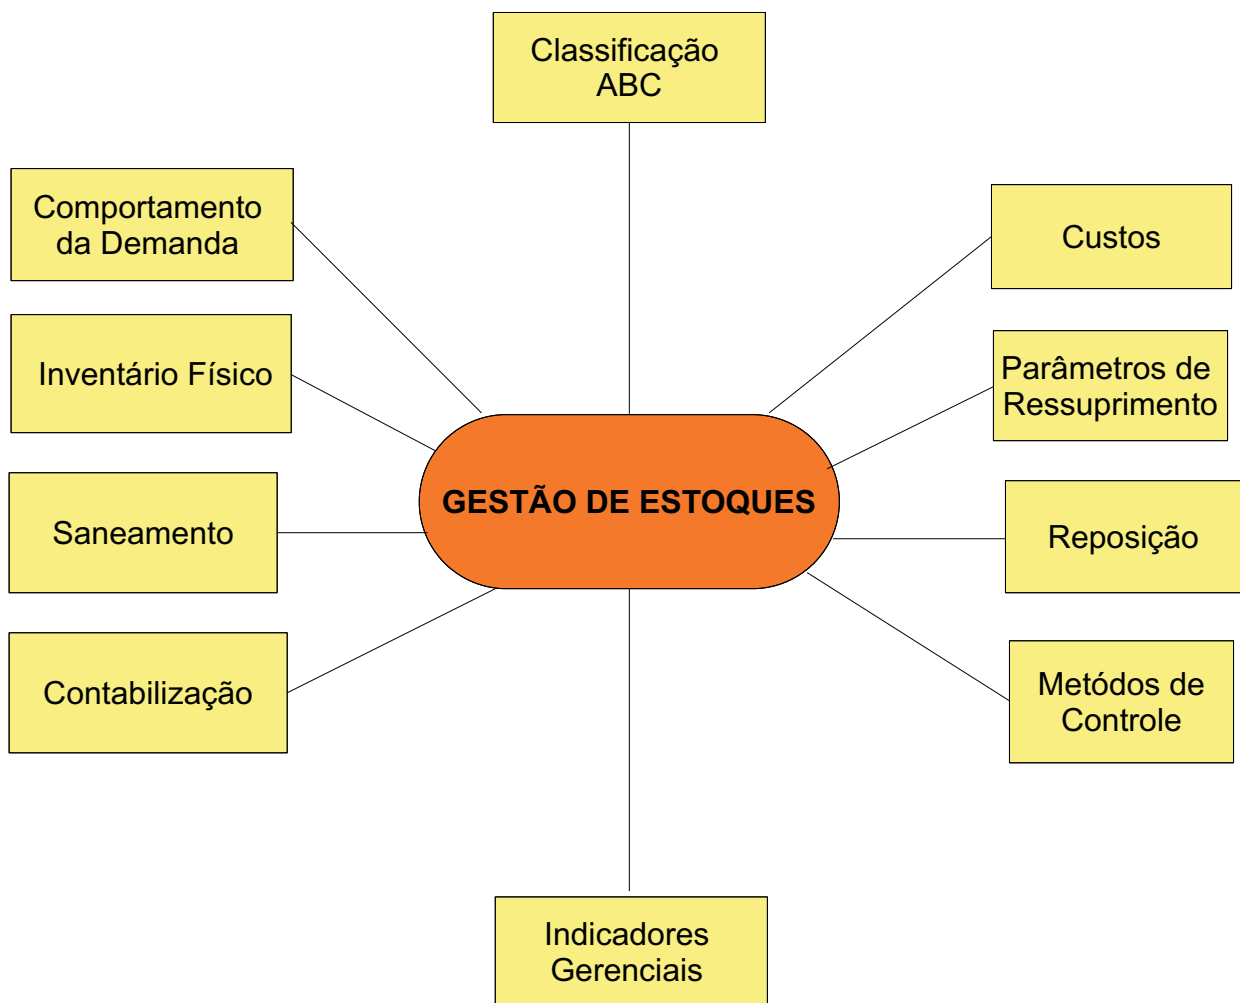 Classificação
ABC
Comportamento
da Demanda
Custos
Inventário Físico
Parâmetros de
Ressuprimento
GESTÃO DE ESTOQUES
Saneamento
Reposição
Contabilização
Metódos de
Controle
Indicadores
Gerenciais